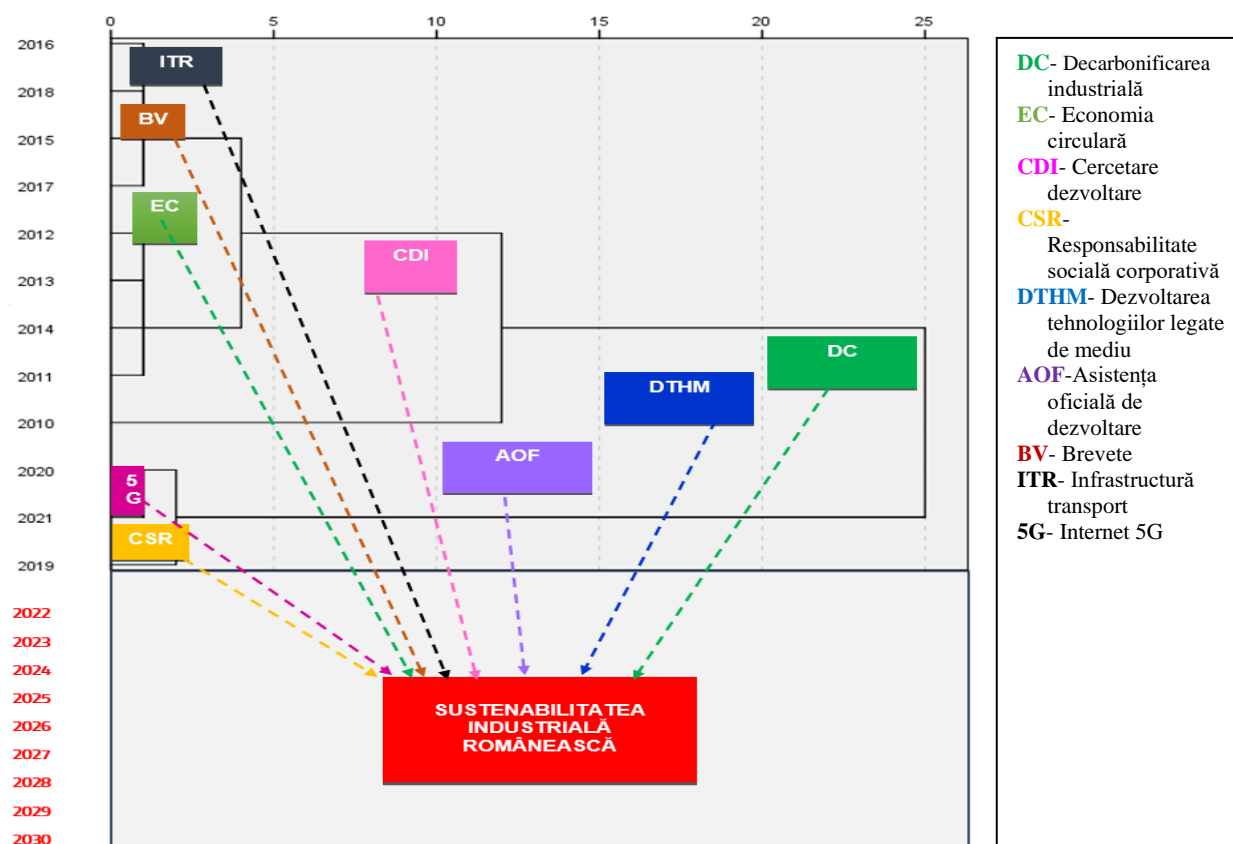 0 5 10 15 20 25
2016
2018
2015
2017
2012
2013
2014
2011
2010
2020
2021
2019
2022
2023
2024
2025
2026
2027
2028
2029
2030
ITR
BV
EC
CDI
DC
DTHM
AOF
5
G
CSR
SUSTENABILITATEA
INDUSTRIALĂ
ROMÂNEASCĂ
DC- Decarbonificarea
industrială
EC- Economia
circulară
CDI- Cercetare
dezvoltare
CSR-
Responsabilitate
socială corporativă
DTHM- Dezvoltarea
tehnologiilor legate
de mediu
AOF-Asistența
oficială de
dezvoltare
BV- Brevete
ITR- Infrastructură
transport
5G- Internet 5G